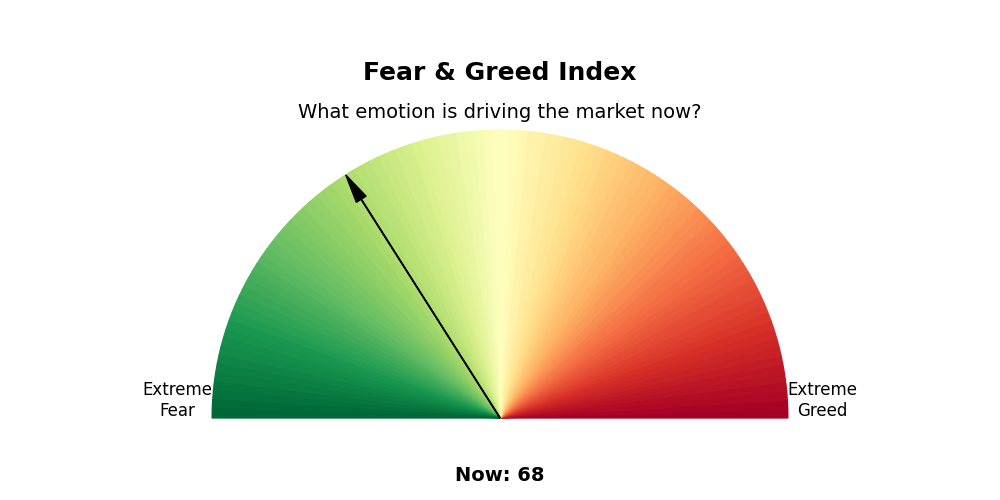 Fear & Greed Index
What emotion is driving the market now?
Extreme
Fear
Extreme
Greed
Now: 68